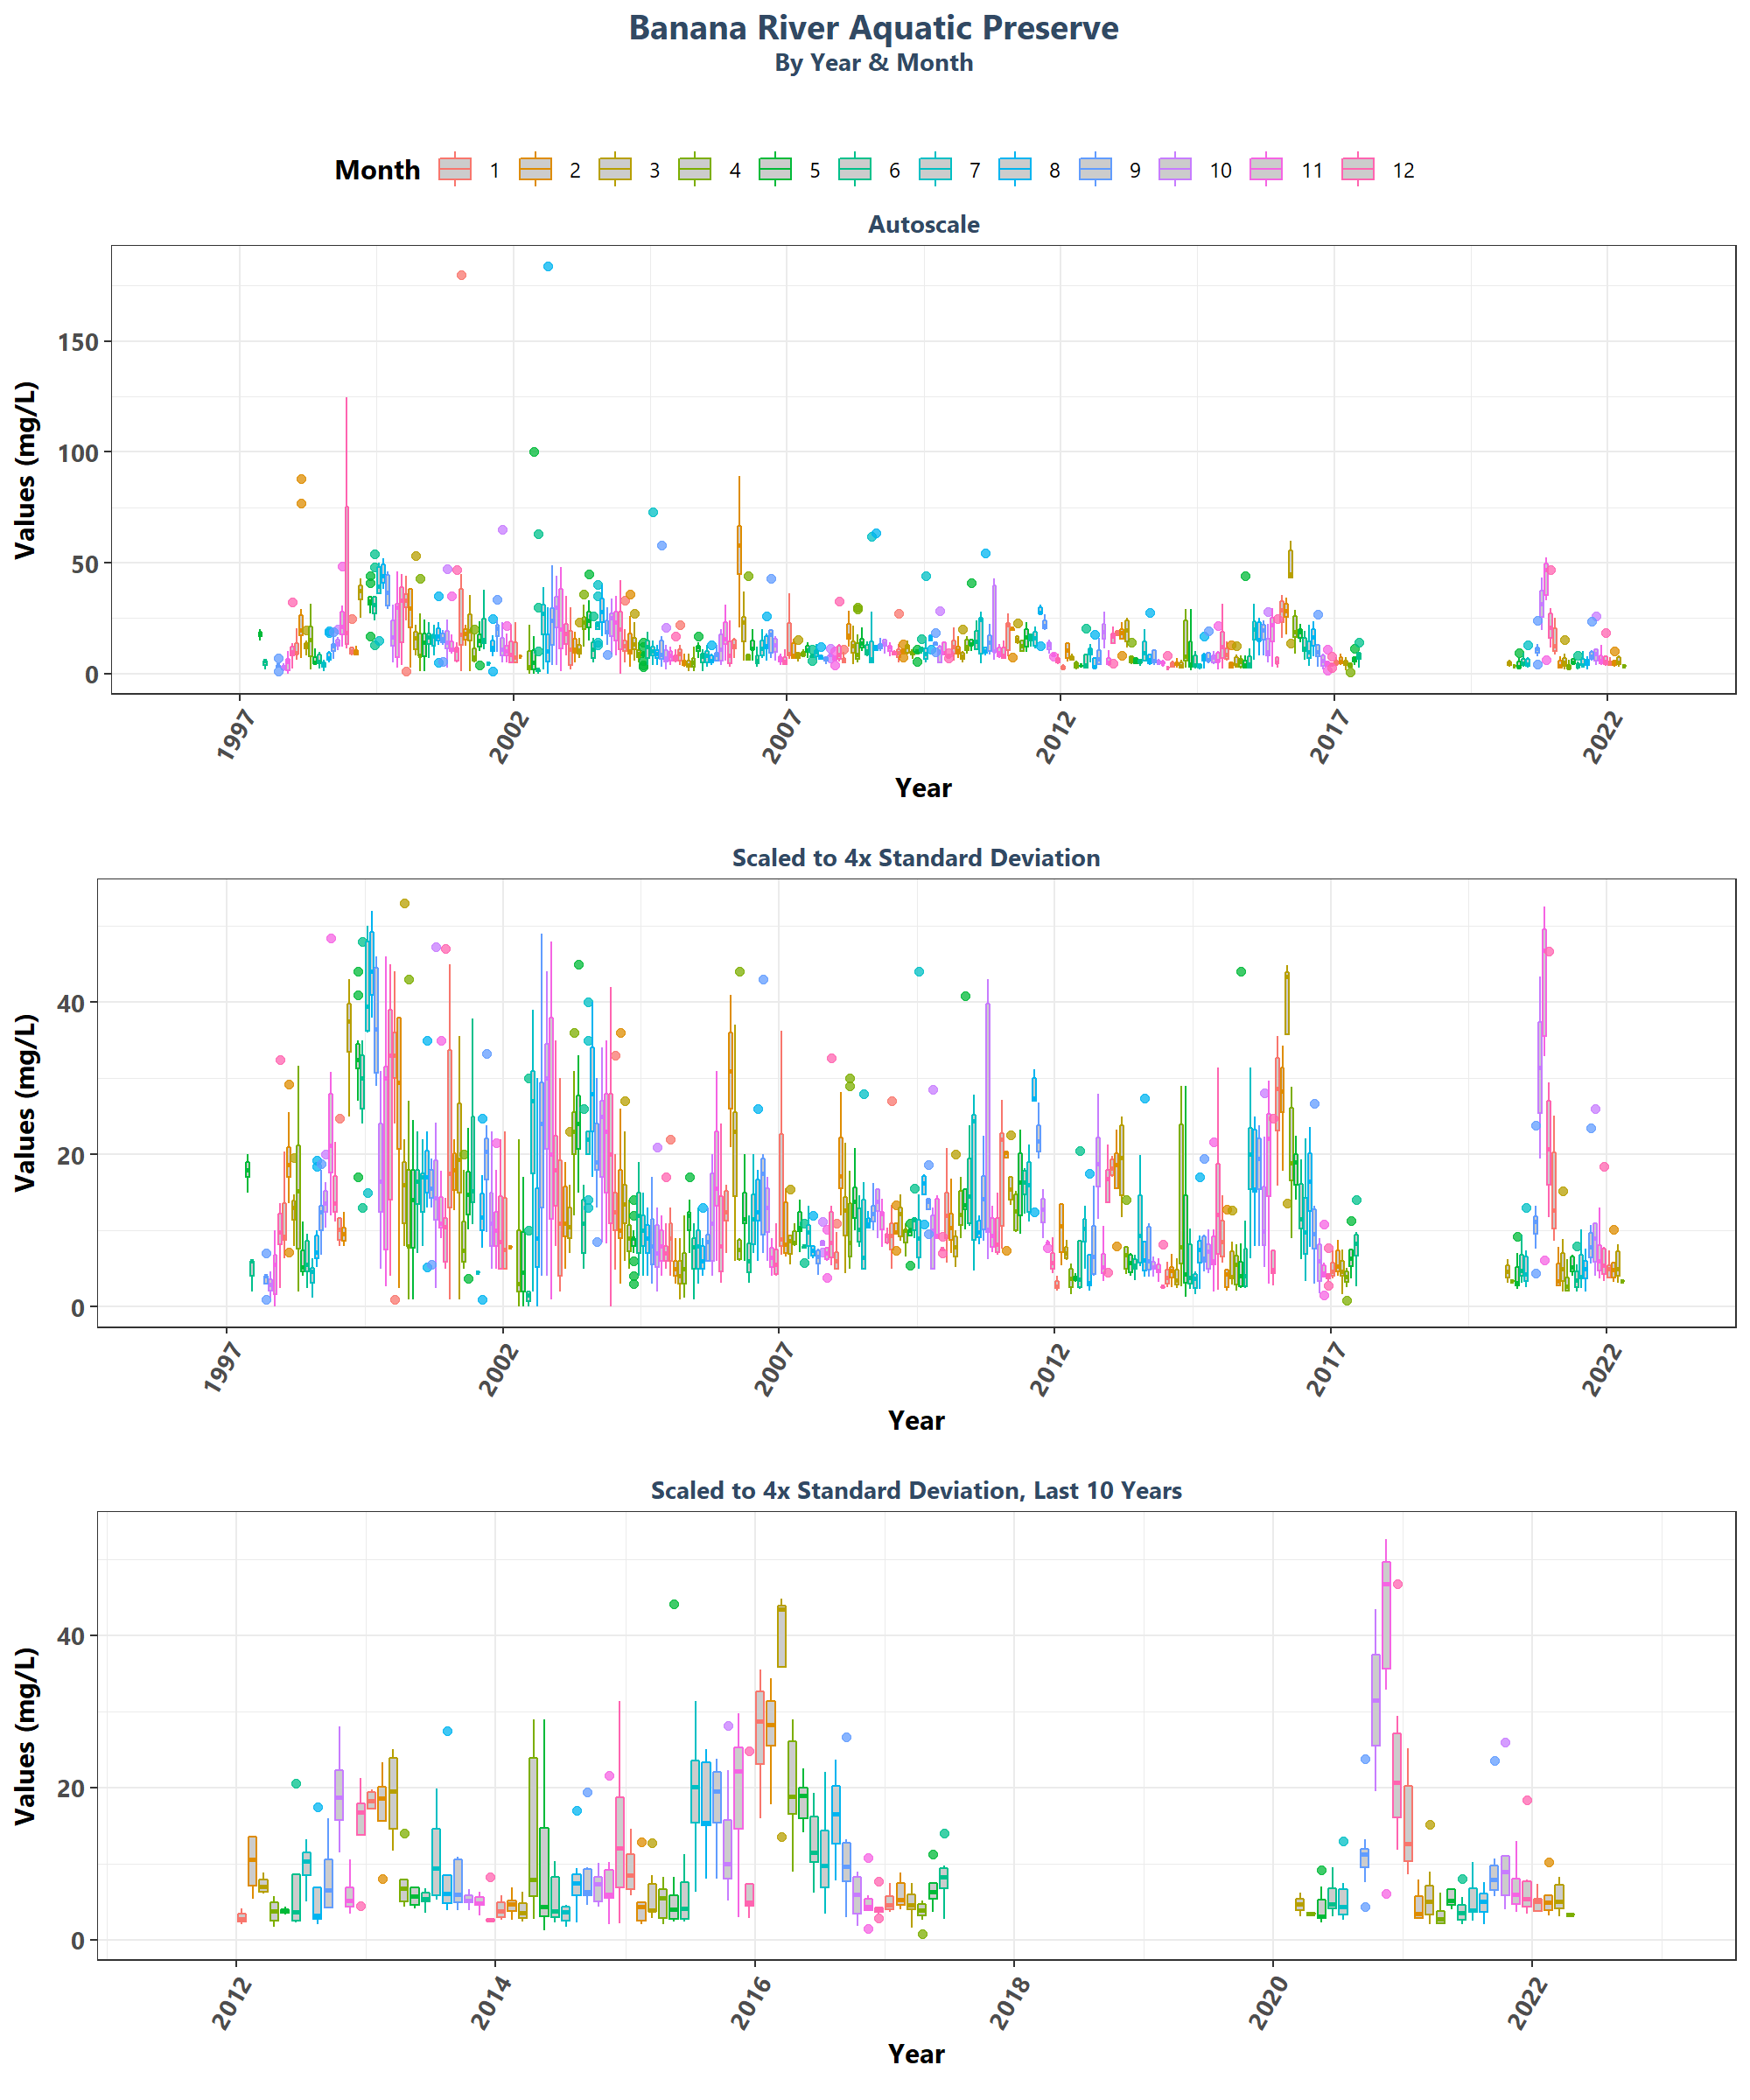 Banana River Aquatic Preserve
By Year & Month
Month 1 2 3 4 5 6 7 8 9 10 11 12
Autoscale
Values (mg/L)
150
100
50
0
1997 2002 2007 2012 2017 2022
Year
Scaled to 4x Standard Deviation
Values (mg/L)
40
20
0
1997 2002 2007 2012 2017 2022
Year
Scaled to 4x Standard Deviation, Last 10 Years
Values (mg/L)
40
20
0
2012 2014 2016 2018 2020 2022
Year